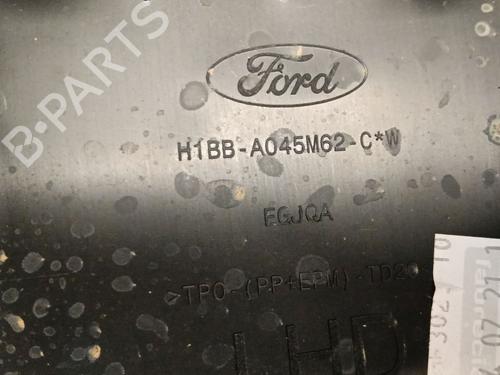 B-PARTS
Ford
H1BB-A045M62-C*W
EGJQA
>TPO-(PP+EPM)-TD20
LHD